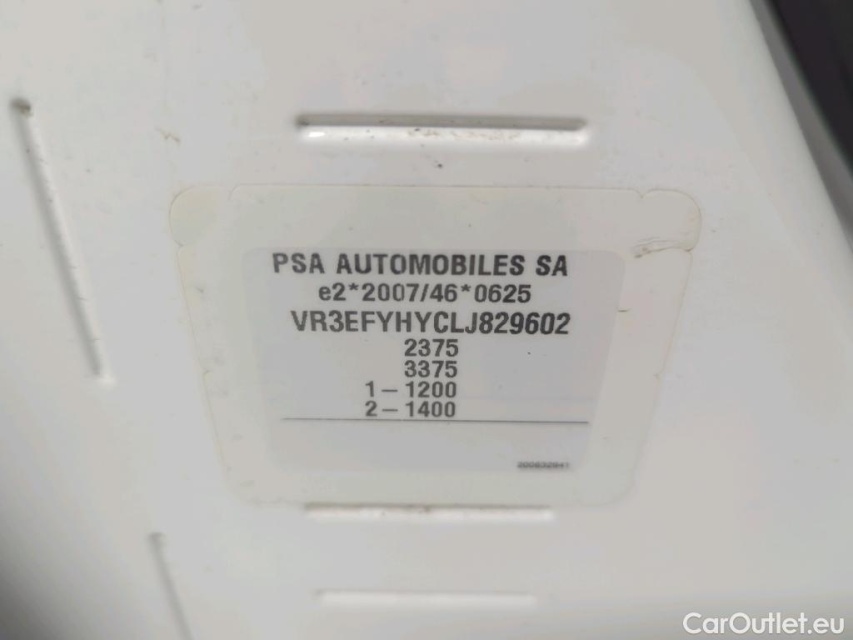 PSA AUTOMOBILES SA
e2*2007/46*0625
VR3EFYHYCLJ829602
2375
3375
1 – 1200
2 – 1400
CarOutlet.eu